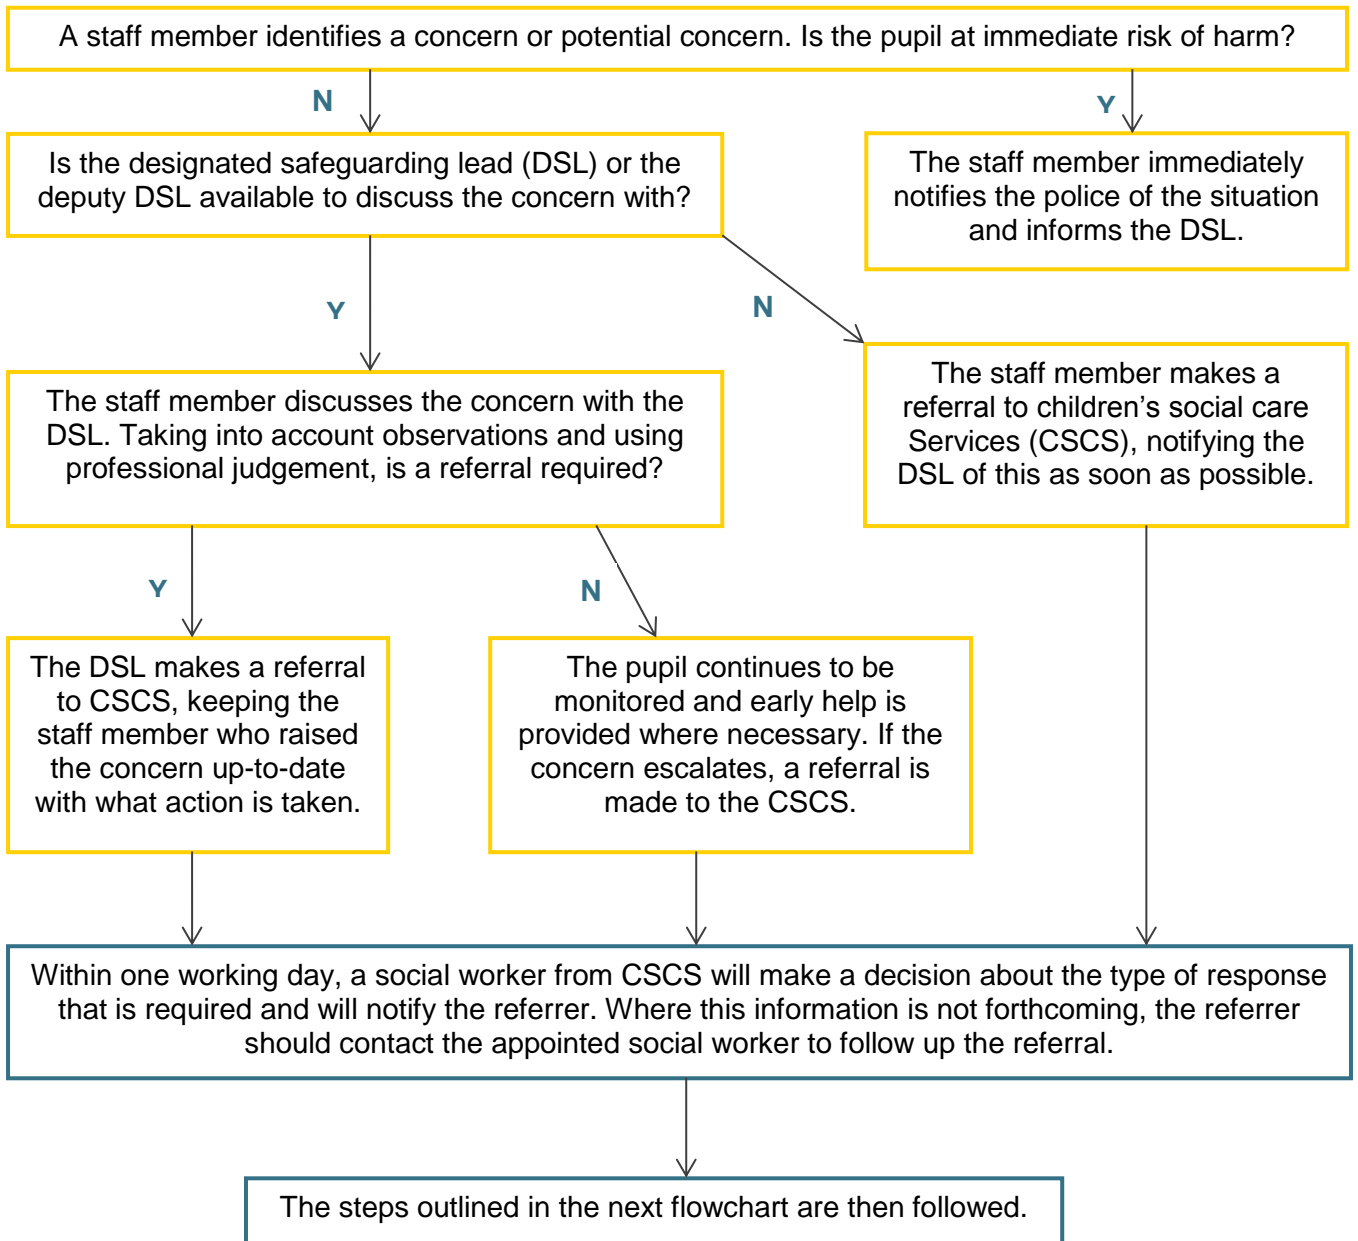 A staff member identifies a concern or potential concern. Is the pupil at immediate risk of harm?
N
Y
Is the designated safeguarding lead (DSL) or the
deputy DSL available to discuss the concern with?
The staff member immediately
notifies the police of the situation
and informs the DSL.
Y
N
The staff member discusses the concern with the
DSL. Taking into account observations and using
professional judgement, is a referral required?
The staff member makes a
referral to children’s social care
Services (CSCS), notifying the
DSL of this as soon as possible.
Y
N
The DSL makes a referral
to CSCS, keeping the
staff member who raised
the concern up-to-date
with what action is taken.
The pupil continues to be
monitored and early help is
provided where necessary. If the
concern escalates, a referral is
made to the CSCS.
Within one working day, a social worker from CSCS will make a decision about the type of response
that is required and will notify the referrer. Where this information is not forthcoming, the referrer
should contact the appointed social worker to follow up the referral.
The steps outlined in the next flowchart are then followed.